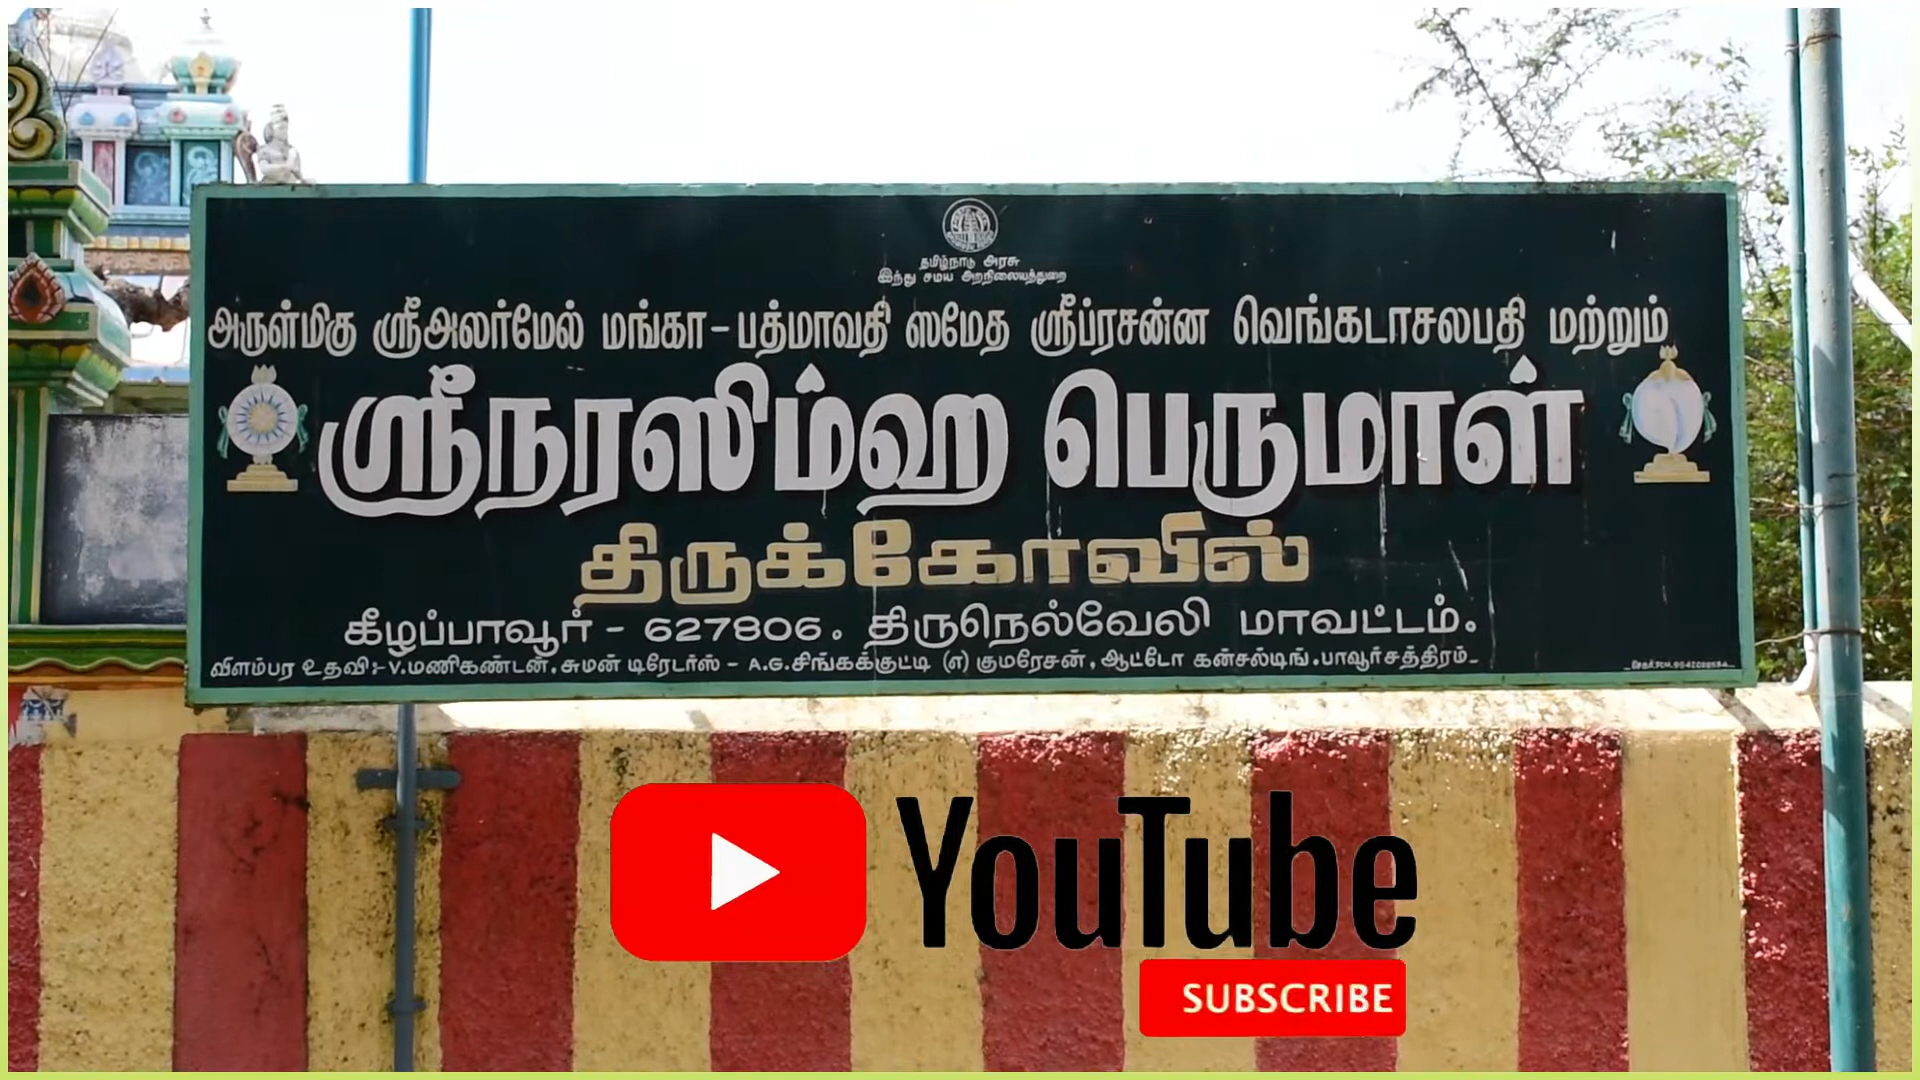 தமிழ்நாடு அரசு
இந்து சமய அறநிலையத்துறை
அருள்மிகு ஸ்ரீஅலர்மேல் மங்கா - பத்மாவதி ஸமேத ஸ்ரீப்ரசன்ன வெங்கடாசலபதி மற்றும்
ஸ்ரீநரஸிம்ஹ பெருமாள்
திருக்கோவில்
கீழப்பாவூர் - 627806. திருநெல்வேலி மாவட்டம்.
விளம்பர உதவி:- V.மணிகண்டன், சுமன் டிரேடர்ஸ் - A.G.சிங்கக்குட்டி (எ) குமரேசன், ஆட்டோ கன்சல்டிங். பாவூர்சத்திரம்.
YouTube
SUBSCRIBE